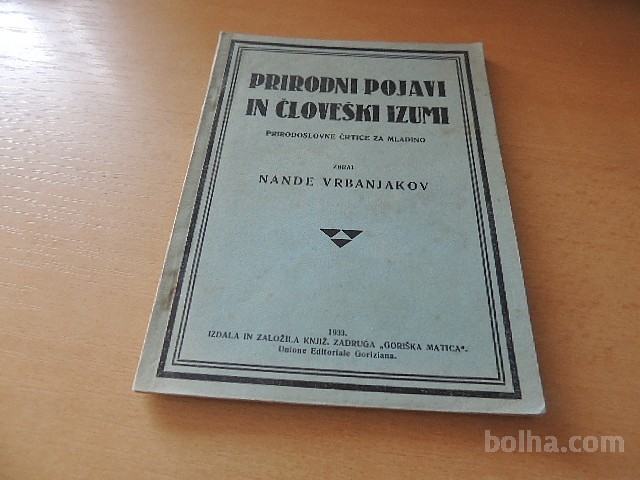 PRIRODNI POJAVI
IN ČLOVEŠKI IZUMI
PRIRODOSLOVNE ČRTICE ZA MLADINO
ZBRAL
NANDE VRBANJAKOV
1933.
IZDALA IN ZALOŽILA KNJIŽ. ZADRUGA „GORIŠKA MATICA“.
Unione Editoriale Goriziana.
bolha.com